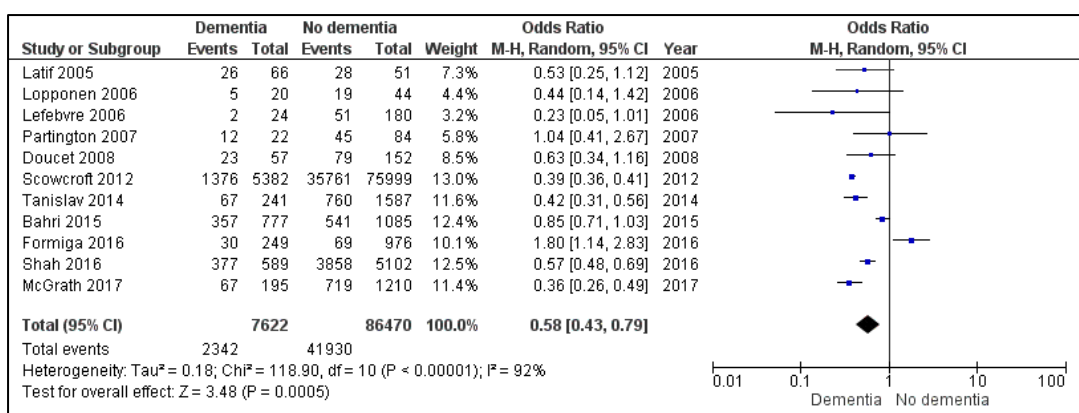 Dementia No dementia Odds Ratio Odds Ratio
Study or Subgroup Events Total Events Total Weight M-H, Random, 95% CI Year M-H, Random, 95% CI
Latif 2005 26 66 28 51 7.3% 0.53 [0.25, 1.12] 2005
Lopponen 2006 5 20 19 44 4.4% 0.44 [0.14, 1.42] 2006
Lefebvre 2006 2 24 51 180 3.2% 0.23 [0.05, 1.01] 2006
Partington 2007 12 22 45 84 5.8% 1.04 [0.41, 2.67] 2007
Doucet 2008 23 57 79 152 8.5% 0.63 [0.34, 1.16] 2008
Scowcroft 2012 1376 5382 35761 75999 13.0% 0.39 [0.36, 0.41] 2012
Tanislav 2014 67 241 760 1587 11.6% 0.42 [0.31, 0.56] 2014
Bahri 2015 357 777 541 1085 12.4% 0.85 [0.71, 1.03] 2015
Formiga 2016 30 249 69 976 10.1% 1.80 [1.14, 2.83] 2016
Shah 2016 377 589 3858 5102 12.5% 0.57 [0.48, 0.69] 2016
McGrath 2017 67 195 719 1210 11.4% 0.36 [0.26, 0.49] 2017
Total (95% CI) 7622 86470 100.0% 0.58 [0.43, 0.79]
Total events 2342 41930
Heterogeneity: Tau² = 0.18; Chi² = 118.90, df = 10 (P < 0.00001); I² = 92%
Test for overall effect: Z = 3.48 (P = 0.0005)
0.01 0.1 1 10 100
Dementia No dementia